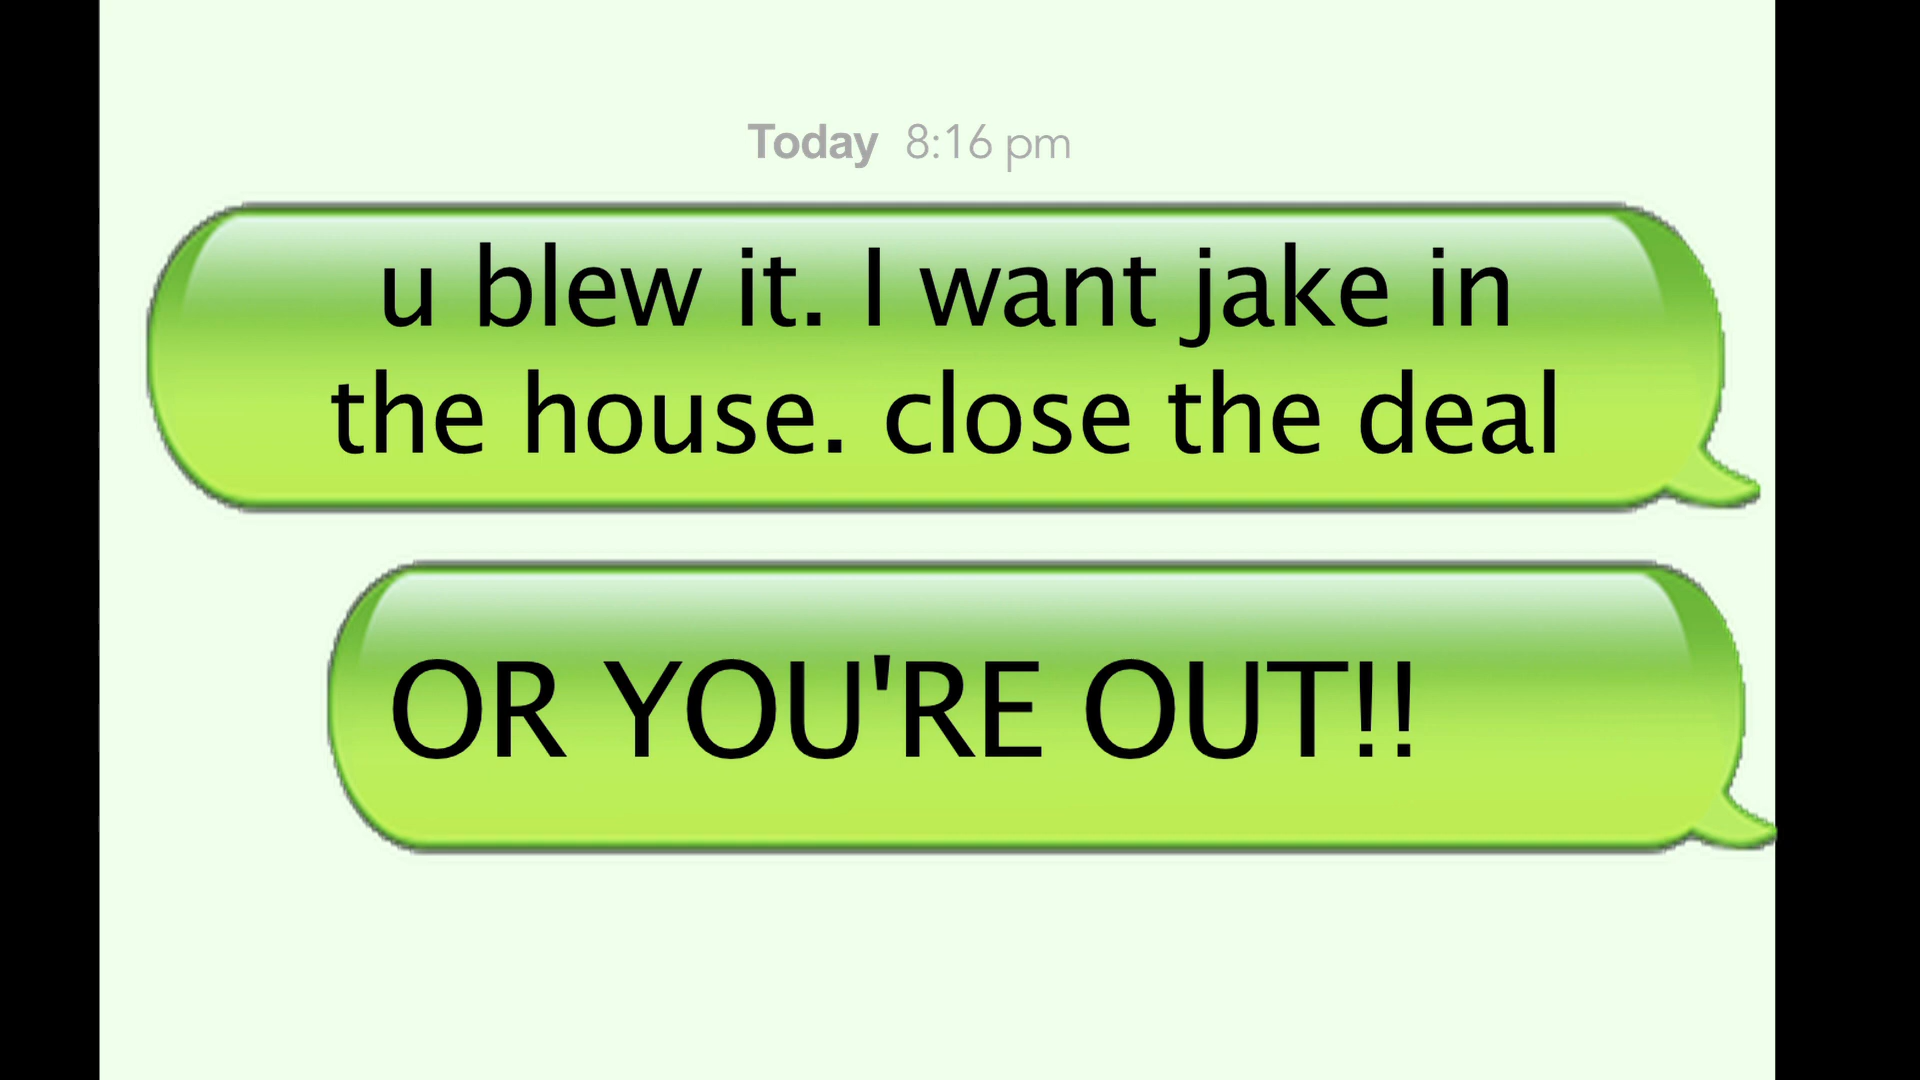 Today 8:16 pm
u blew it. I want jake in
the house. close the deal
OR YOU'RE OUT!!